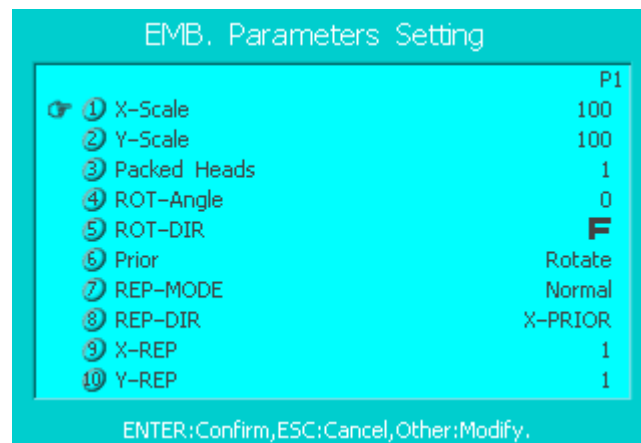 EMB. Parameters Setting
P1
1 X-Scale 100
2 Y-Scale 100
3 Packed Heads 1
4 ROT-Angle 0
5 ROT-DIR F
6 Prior Rotate
7 REP-MODE Normal
8 REP-DIR X-PRIOR
9 X-REP 1
10 Y-REP 1
ENTER:Confirm,ESC:Cancel,Other:Modify.